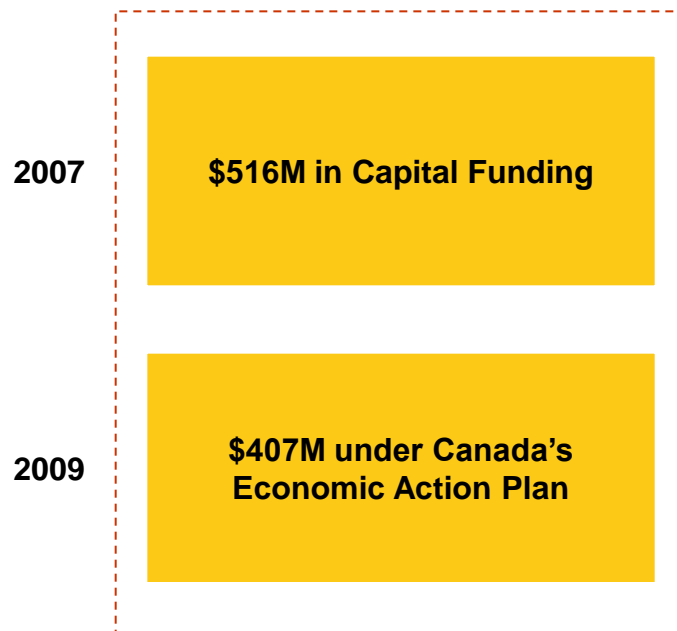 2007
$516M in Capital Funding
2009
$407M under Canada’s
Economic Action Plan